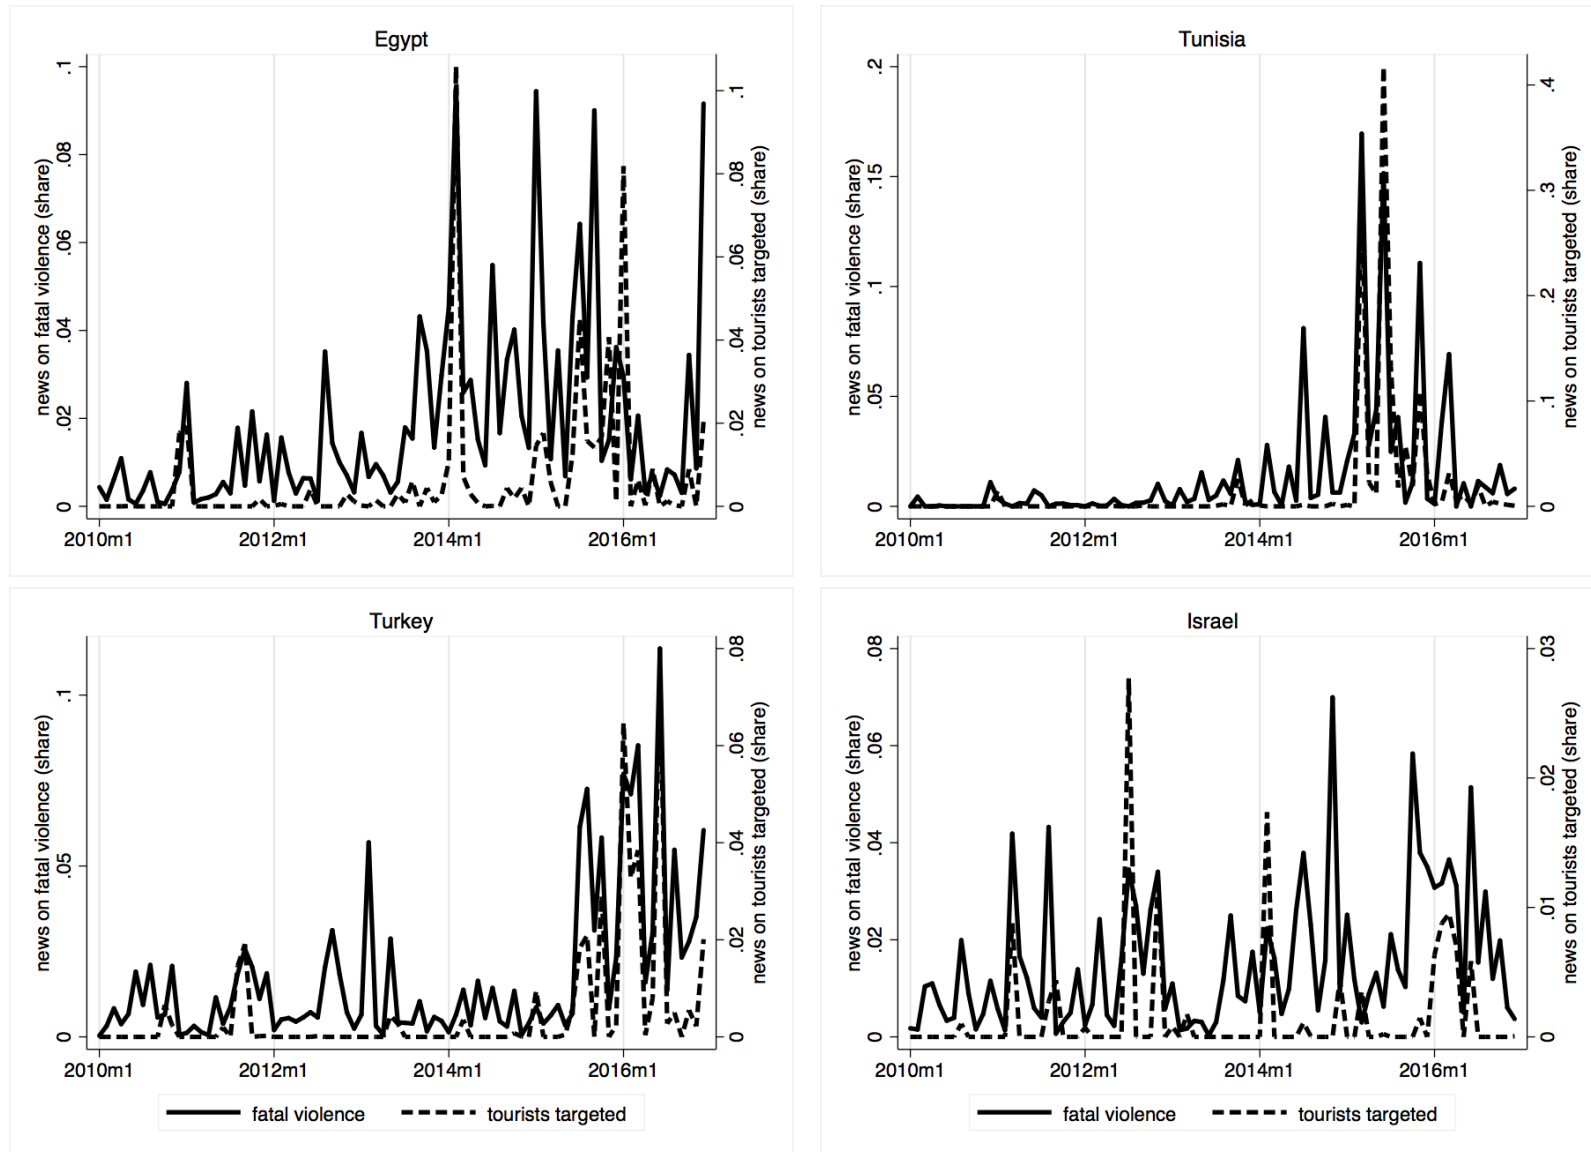 Egypt
news on fatal violence (share)
0
.02
.04
.06
.08
.1
news on tourists targeted (share)
0
.02
.04
.06
.08
.1
2010m1 2012m1 2014m1 2016m1
Tunisia
news on fatal violence (share)
0
.05
.1
.15
.2
news on tourists targeted (share)
0
.1
.2
.3
.4
2010m1 2012m1 2014m1 2016m1
Turkey
news on fatal violence (share)
0
.05
.1
news on tourists targeted (share)
0
.02
.04
.06
.08
2010m1 2012m1 2014m1 2016m1
fatal violence tourists targeted
Israel
news on fatal violence (share)
0
.02
.04
.06
.08
news on tourists targeted (share)
0
.01
.02
.03
2010m1 2012m1 2014m1 2016m1
fatal violence tourists targeted